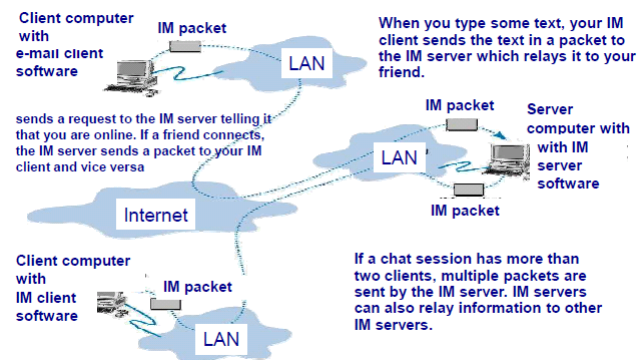 Client computer
with
e-mail client
software
IM packet
LAN
When you type some text, your IM
client sends the text in a packet to
the IM server which relays it to your
friend.
sends a request to the IM server telling it
that you are online. If a friend connects,
the IM server sends a packet to your IM
client and vice versa
IM packet
LAN
Server
computer with
with IM
server
software
IM packet
Internet
Client computer
with
IM client
software
IM packet
LAN
If a chat session has more than
two clients, multiple packets are
sent by the IM server. IM servers
can also relay information to other
IM servers.